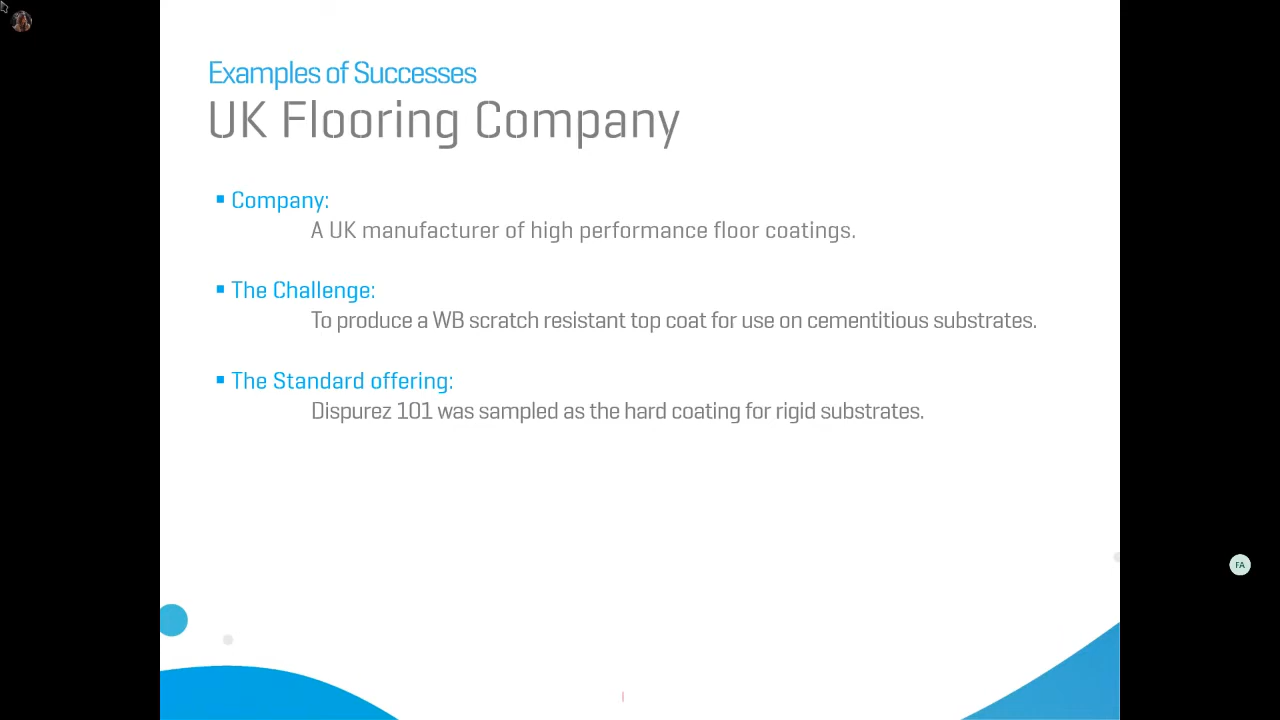 Examples of Successes
UK Flooring Company
Company:
A UK manufacturer of high performance floor coatings.
The Challenge:
To produce a WB scratch resistant top coat for use on cementitious substrates.
The Standard offering:
Dispurez 101 was sampled as the hard coating for rigid substrates.
FA